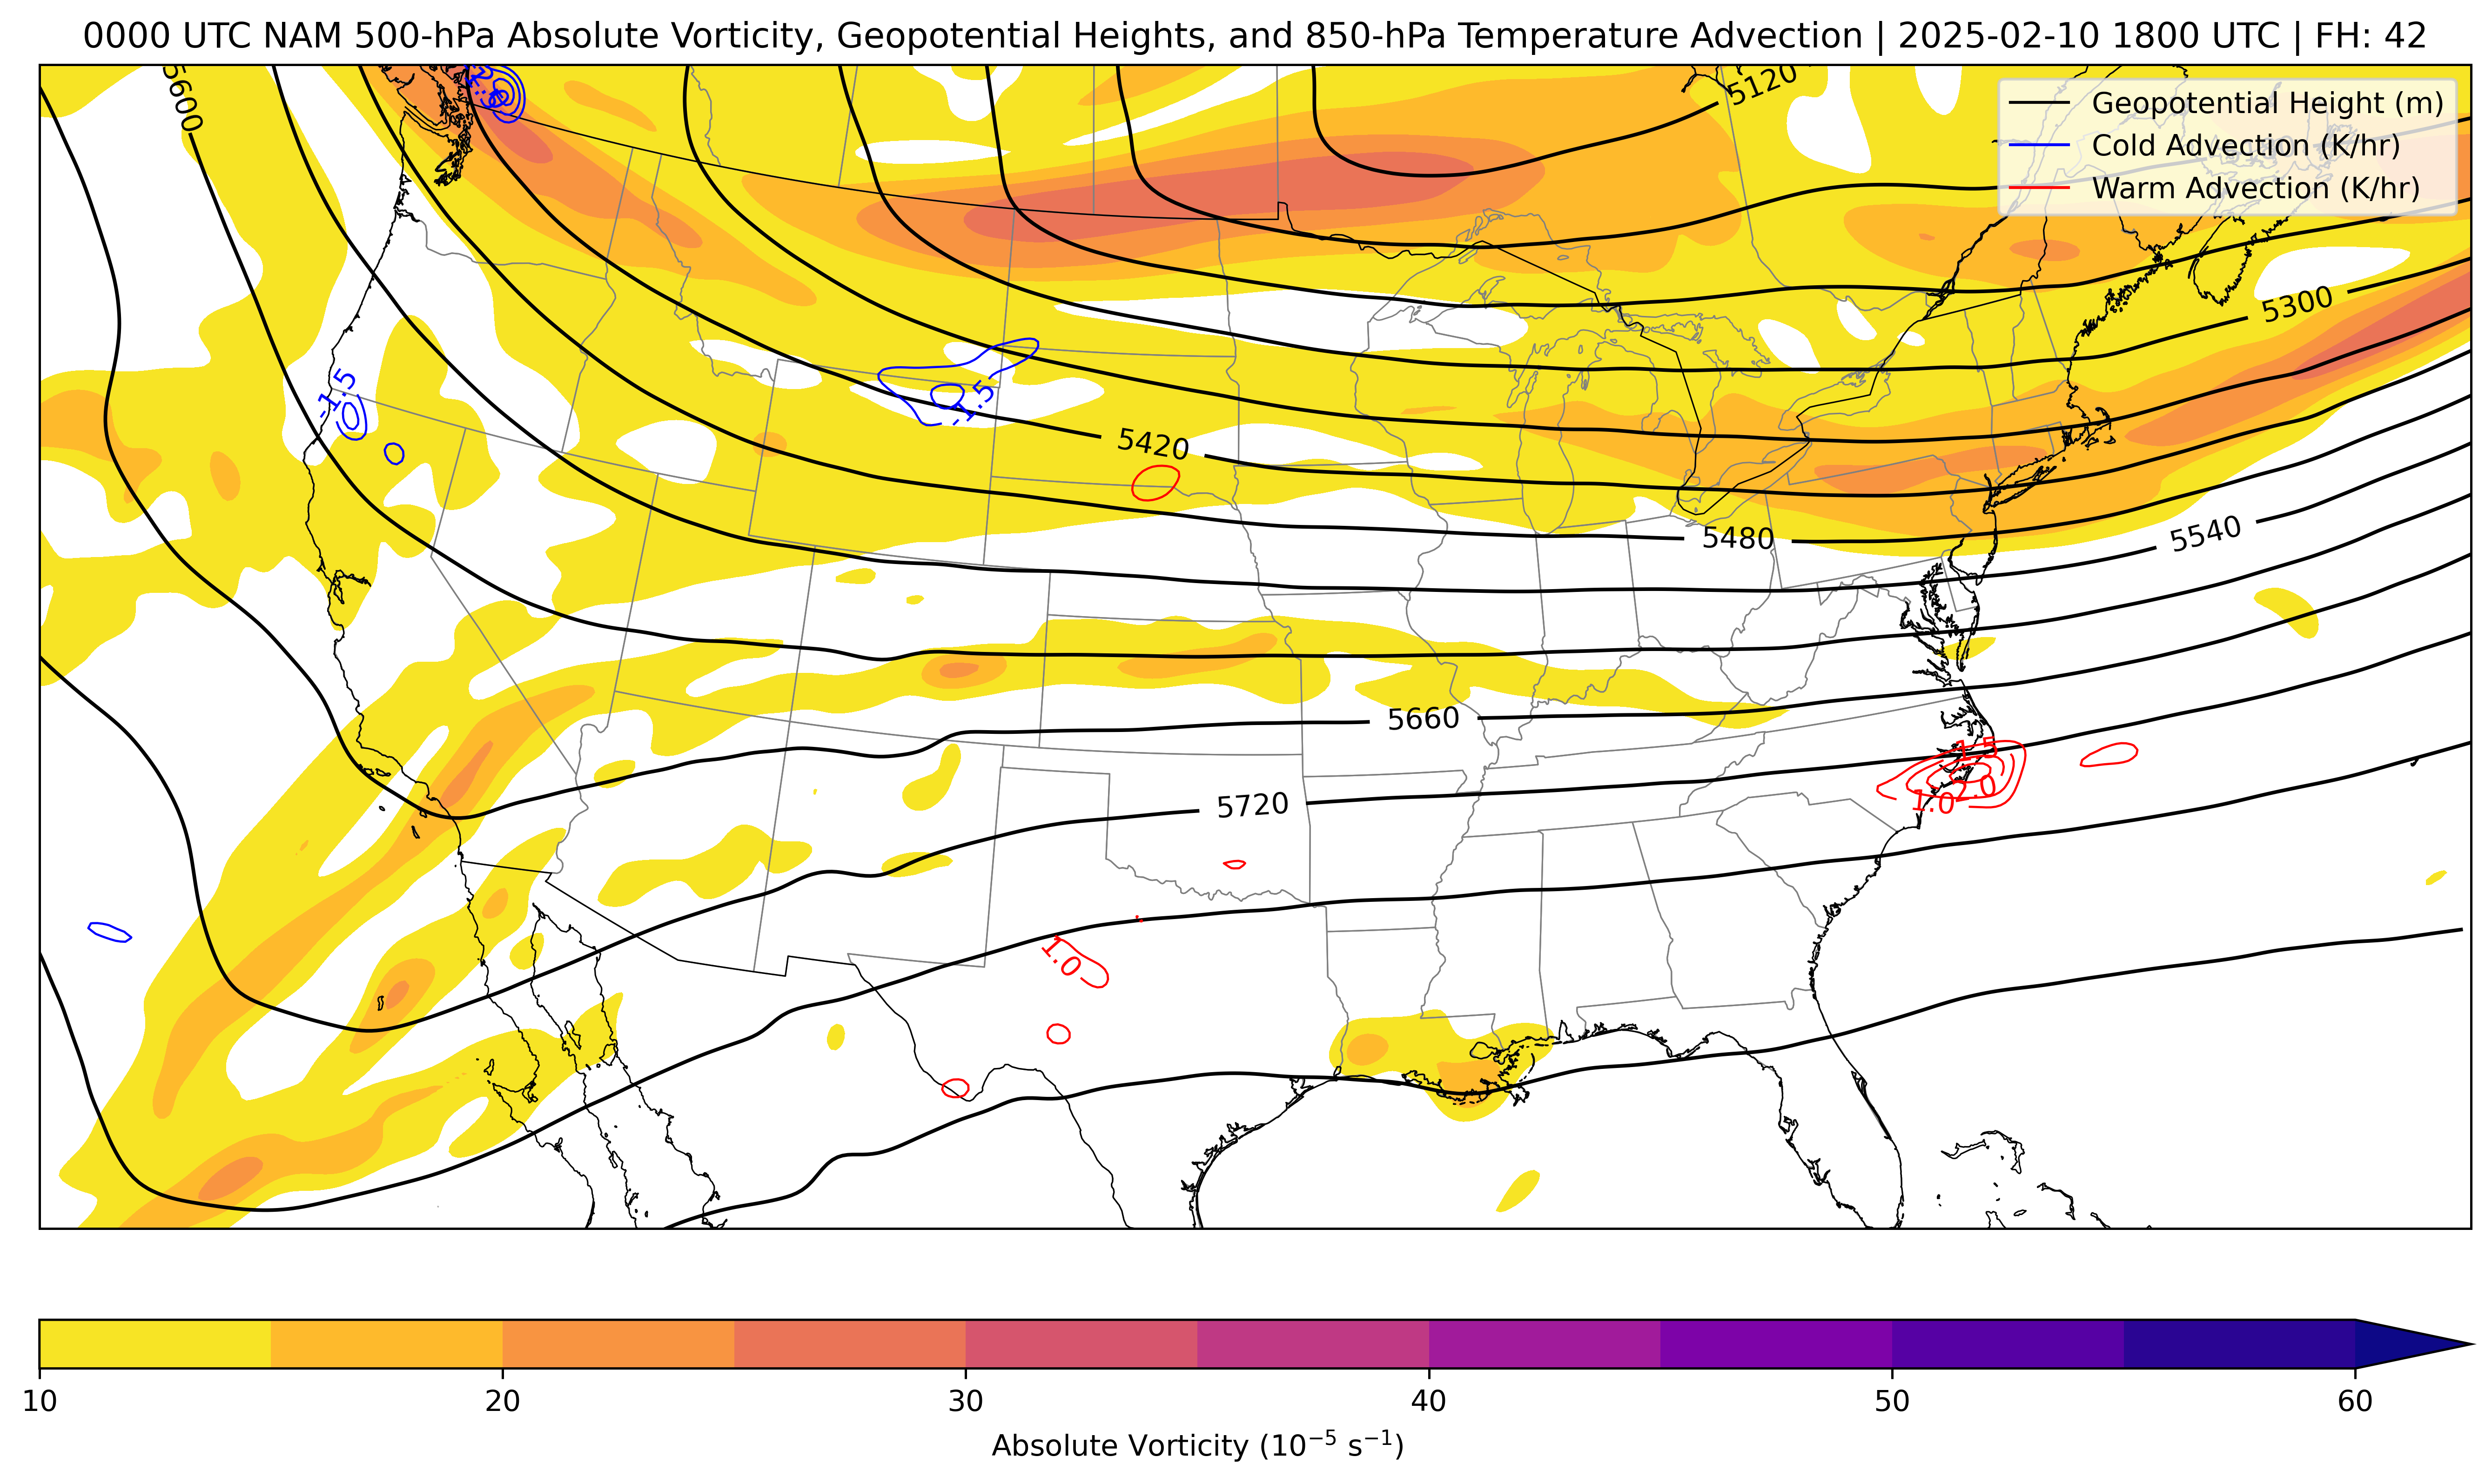 0000 UTC NAM 500-hPa Absolute Vorticity, Geopotential Heights, and 850-hPa Temperature Advection | 2025-02-10 1800 UTC | FH: 42
5600
5120
Geopotential Height (m)
Cold Advection (K/hr)
Warm Advection (K/hr)
5300
-1.5
-1.5
5420
5480
5540
5660
5720
1.5
2.0
1.0
1.0
10 20 30 40 50 60
Absolute Vorticity (10⁻⁵ s⁻¹)